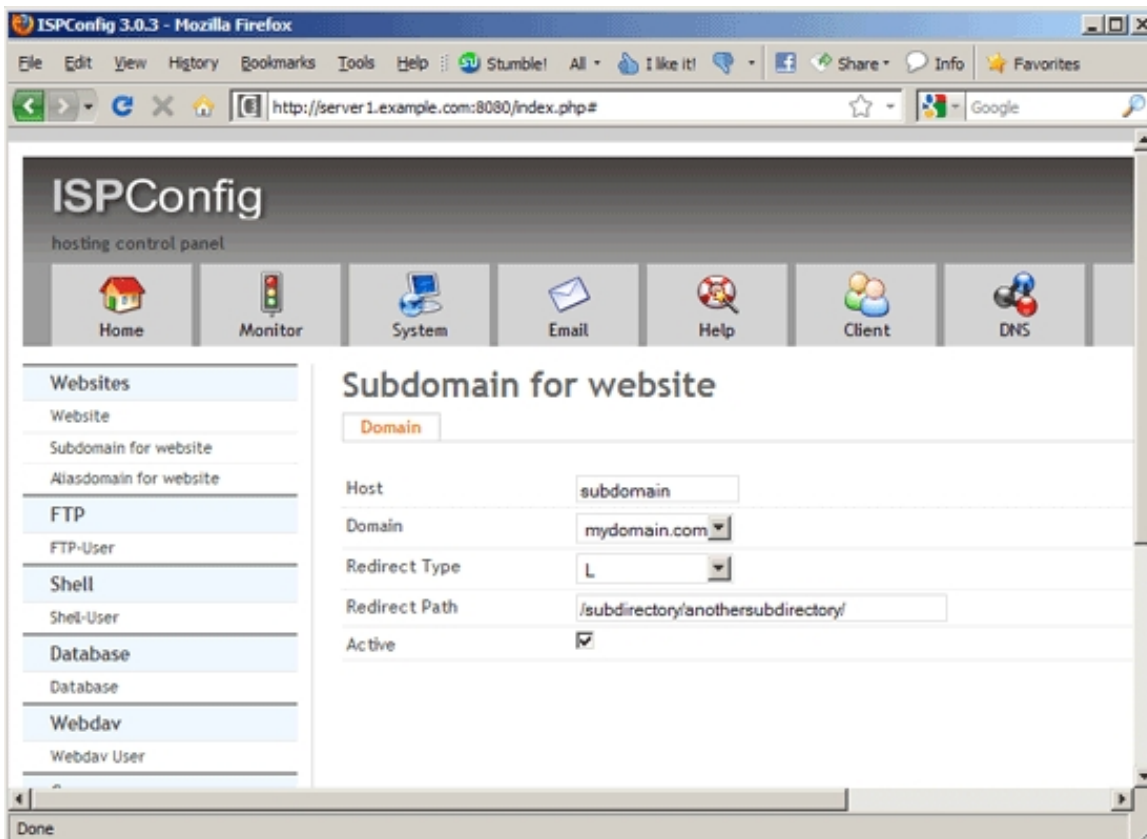 ISPConfig 3.0.3 - Mozilla Firefox
File Edit View History Bookmarks Tools Help Stumble! All I like it! Share Info Favorites
http://server1.example.com:8080/index.php# Google
ISPConfig
hosting control panel
Home Monitor System Email Help Client DNS
Websites
Website
Subdomain for website
Aliasdomain for website
FTP
FTP-User
Shell
Shell-User
Database
Database
Webdav
Webdav User
Subdomain for website
Domain
Host subdomain
Domain mydomain.com
Redirect Type L
Redirect Path /subdirectory/anothersubdirectory/
Active
Done